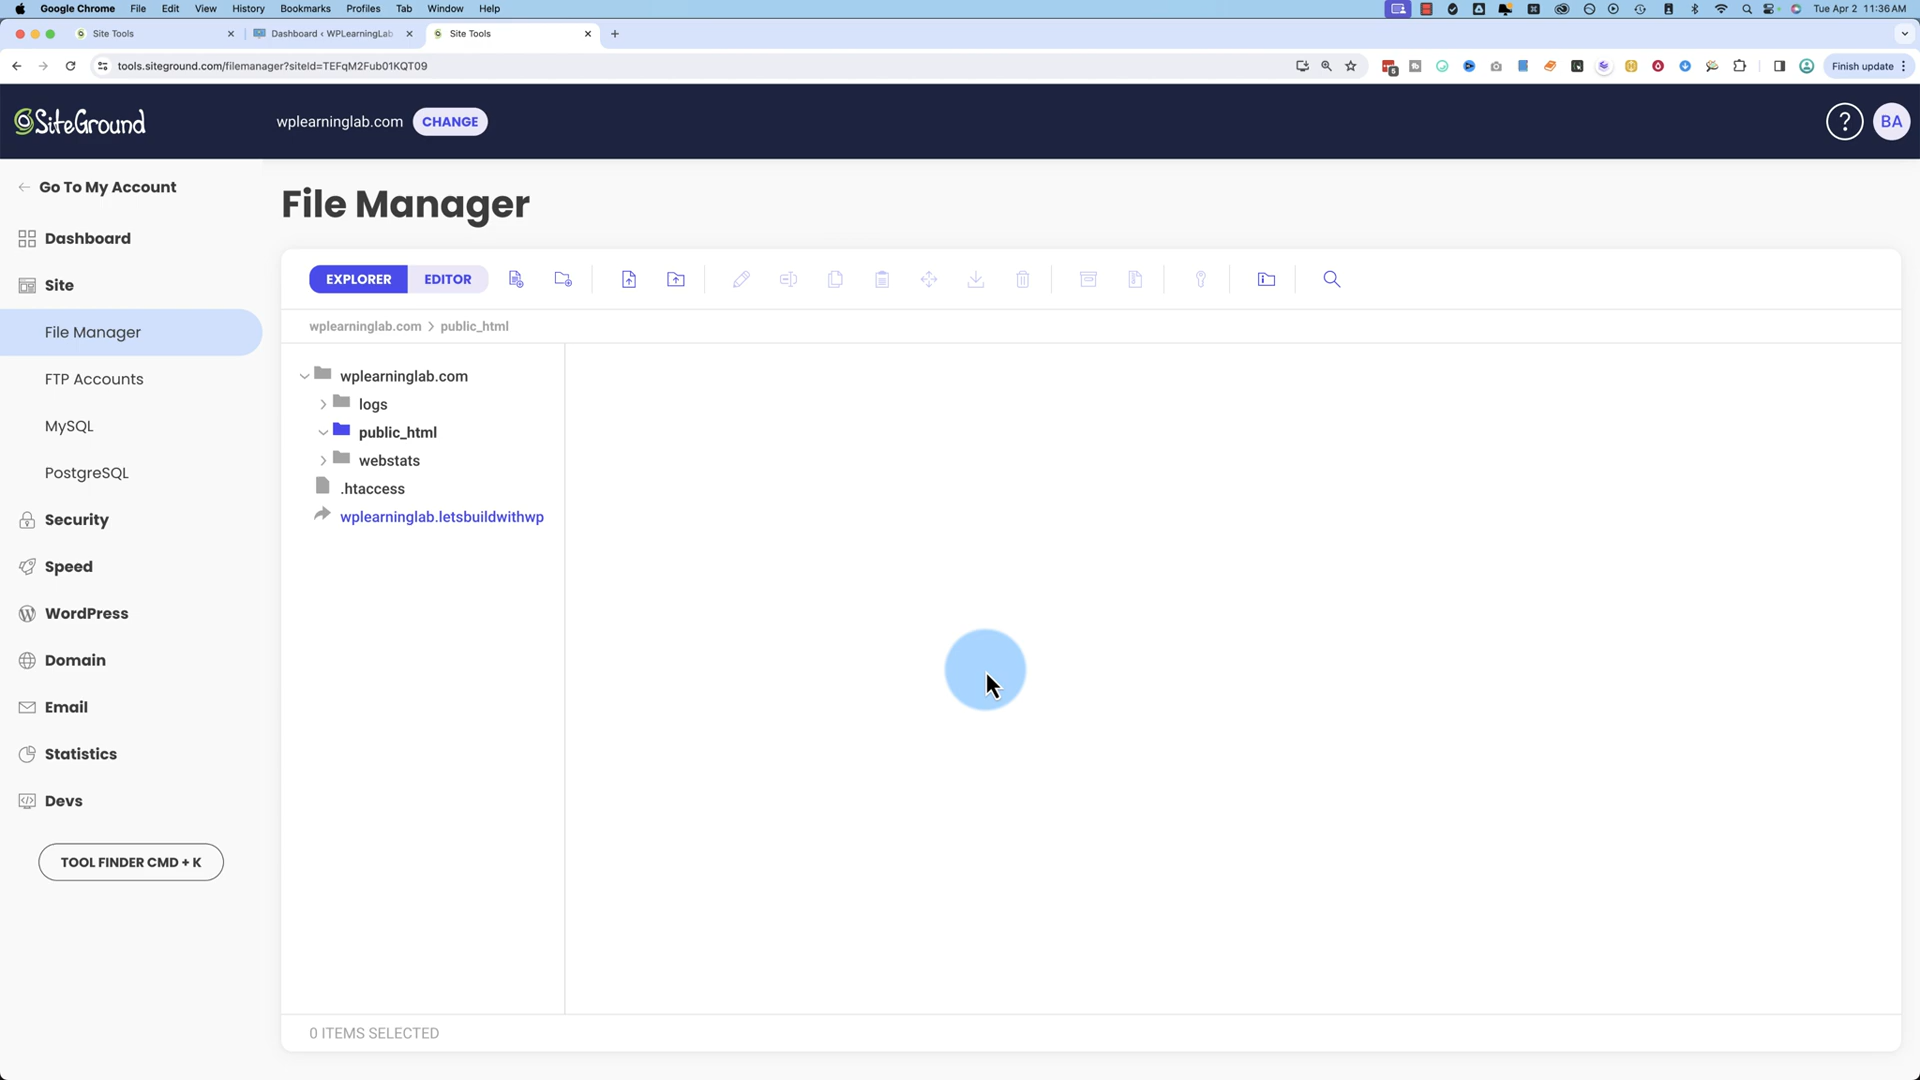 Google Chrome File Edit View History Bookmarks Profiles Tab Window Help Tue Apr 2 11:36 AM
Site Tools Dashboard ‹ WPLearningLab Site Tools
tools.siteground.com/filemanager?siteId=TEFqM2Fub01KQT09 5 Finish update
SiteGround wplearninglab.com CHANGE ? BA
Go To My Account
File Manager
Dashboard
Site
File Manager
FTP Accounts
MySQL
PostgreSQL
Security
Speed
WordPress
Domain
Email
Statistics
Devs
TOOL FINDER CMD + K
EXPLORER EDITOR
wplearninglab.com > public_html
wplearninglab.com
logs
public_html
webstats
.htaccess
wplearninglab.letsbuildwithwp
0 ITEMS SELECTED